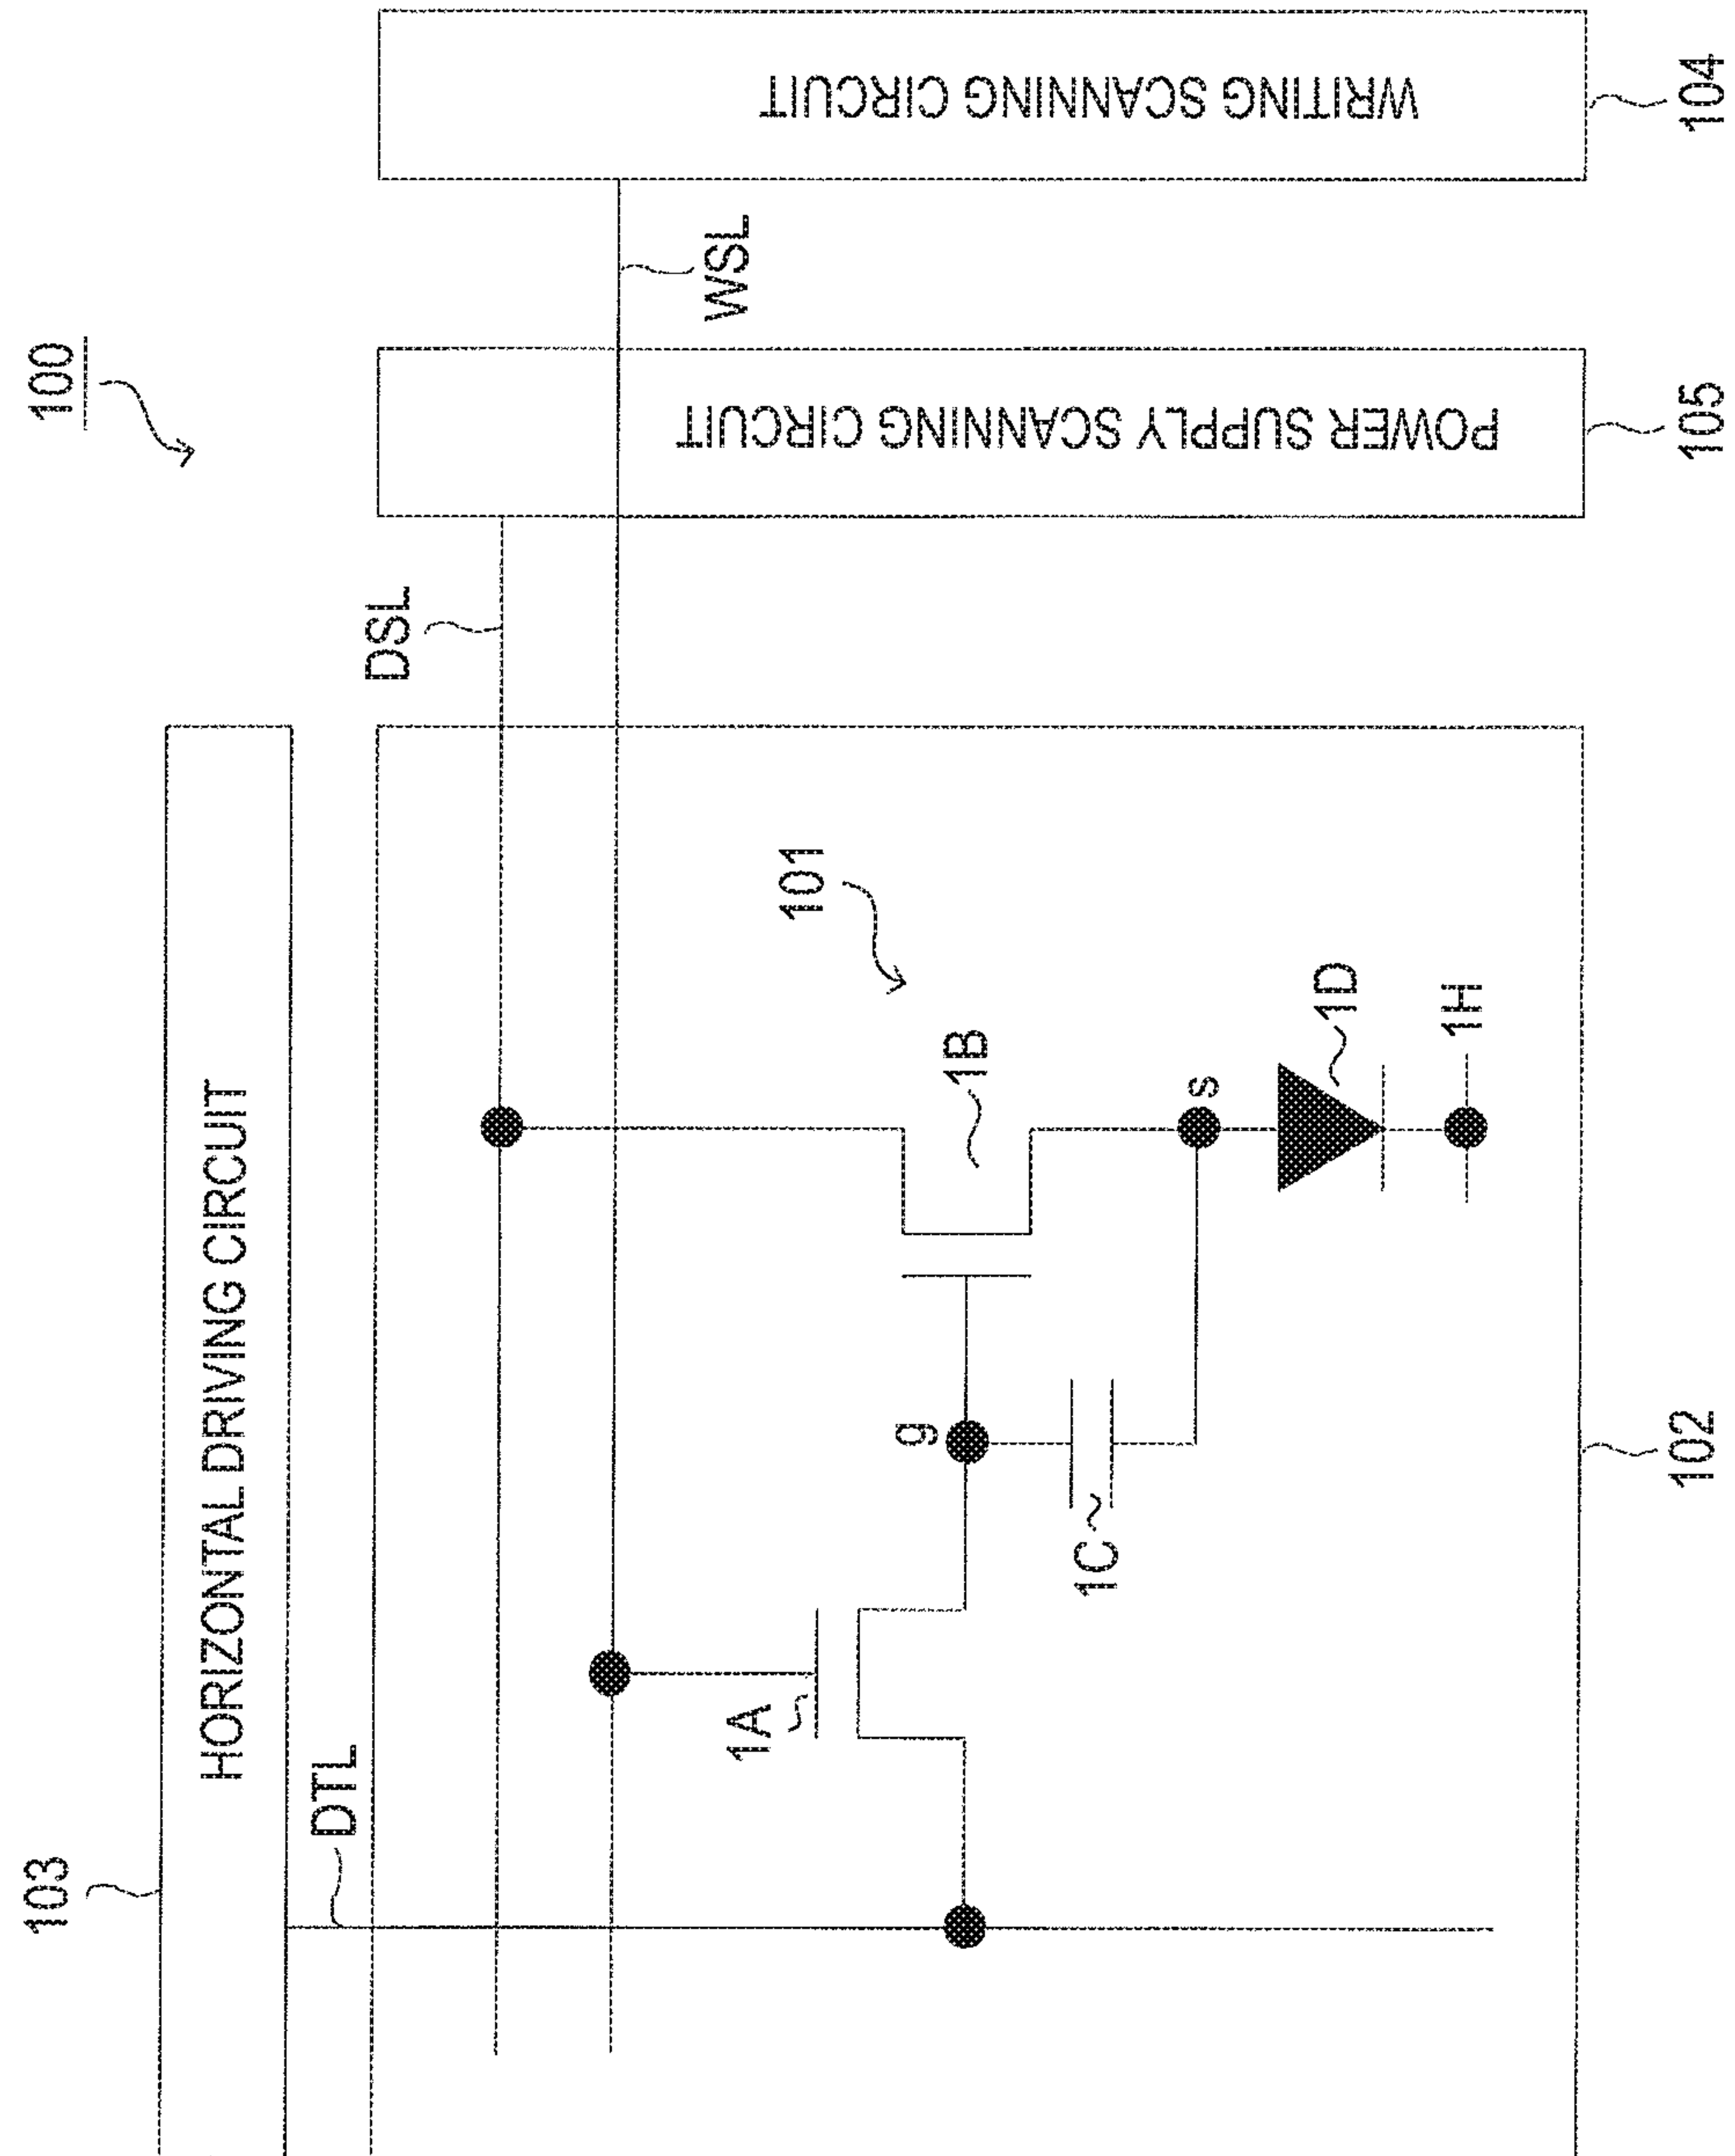 100
103
HORIZONTAL DRIVING CIRCUIT
DTL
DSL
WSL
POWER SUPPLY SCANNING CIRCUIT
105
WRITING SCANNING CIRCUIT
104
101
1A
g
1B
1C
s
1D
1H
102